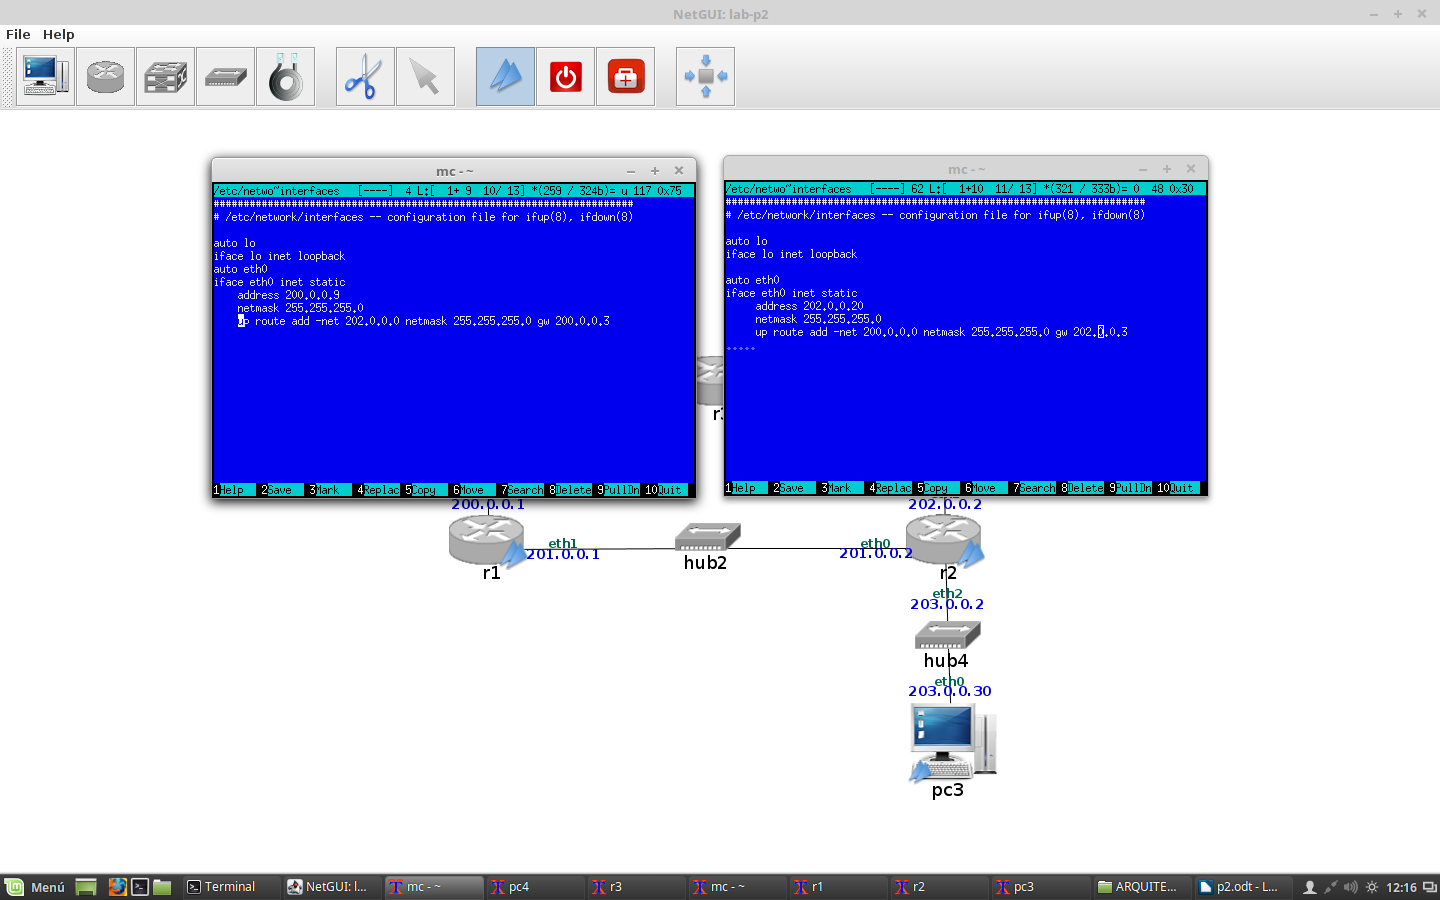 NetGUI: lab-p2
File Help
mc - ~
/etc/netwo~interfaces [----] 4 L:[ 1+ 9 10/ 13] *(259 / 324b)= u 117 0x75
######################################################################
# /etc/network/interfaces -- configuration file for ifup(8), ifdown(8)
auto lo
iface lo inet loopback
auto eth0
iface eth0 inet static
address 200.0.0.9
netmask 255.255.255.0
up route add -net 202.0.0.0 netmask 255.255.255.0 gw 200.0.0.3
1Help 2Save 3Mark 4Replac 5Copy 6Move 7Search 8Delete 9PullDn 10Quit
mc - ~
/etc/netwo~interfaces [----] 62 L:[ 1+10 11/ 13] *(321 / 333b)= 0 48 0x30
######################################################################
# /etc/network/interfaces -- configuration file for ifup(8), ifdown(8)
auto lo
iface lo inet loopback
auto eth0
iface eth0 inet static
address 202.0.0.20
netmask 255.255.255.0
up route add -net 200.0.0.0 netmask 255.255.255.0 gw 202.0.0.3
1Help 2Save 3Mark 4Replac 5Copy 6Move 7Search 8Delete 9PullDn 10Quit
200.0.0.1
202.0.0.2
eth1
201.0.0.1
eth0
201.0.0.2
r1
hub2
r2
eth2
203.0.0.2
hub4
eth0
203.0.0.30
pc3
Menú Terminal NetGUI: l... mc - ~ pc4 r3 mc - ~ r1 r2 pc3 ARQUITE... p2.odt - L... 12:16